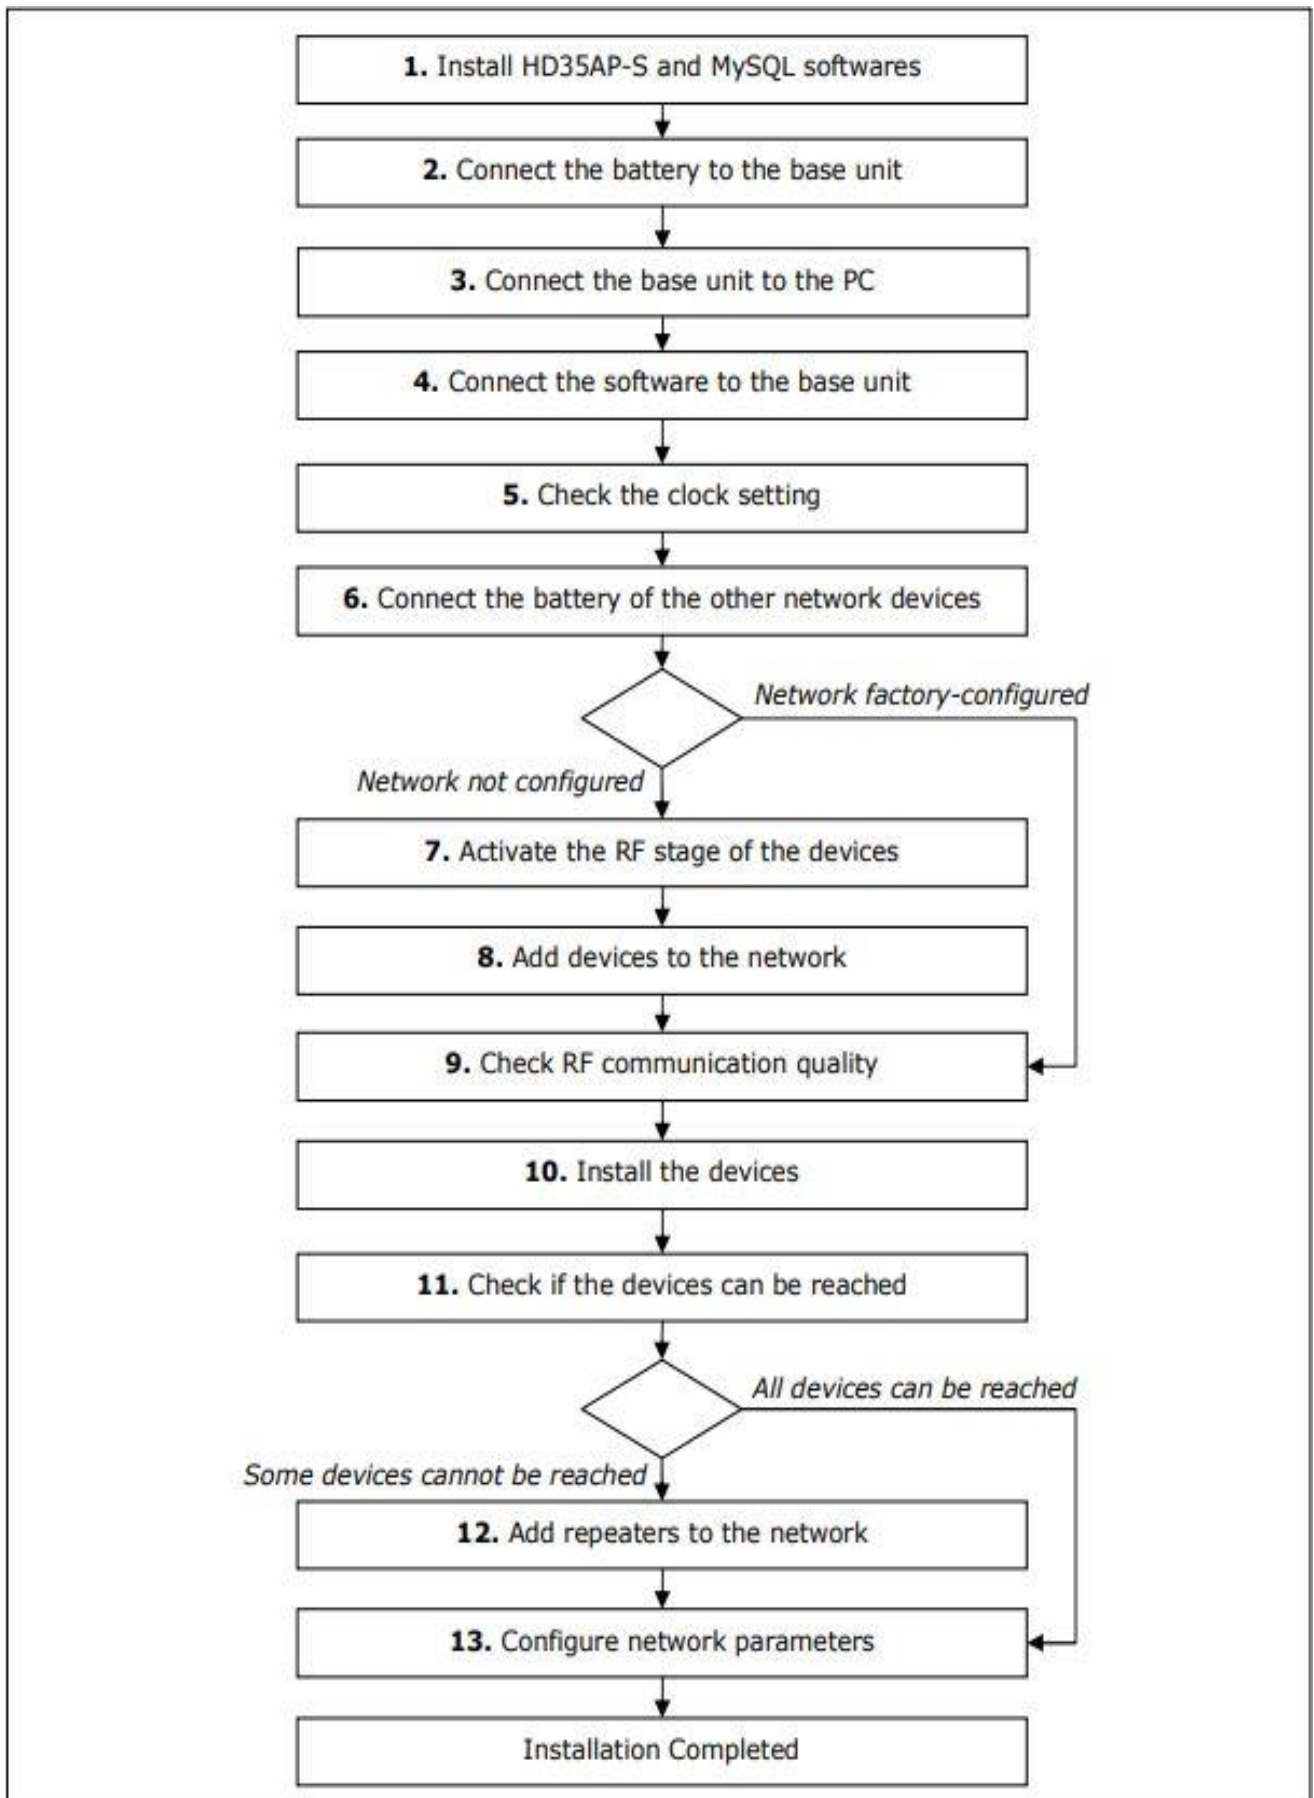 1. Install HD35AP-S and MySQL softwares
2. Connect the battery to the base unit
3. Connect the base unit to the PC
4. Connect the software to the base unit
5. Check the clock setting
6. Connect the battery of the other network devices
Network factory-configured
Network not configured
7. Activate the RF stage of the devices
8. Add devices to the network
9. Check RF communication quality
10. Install the devices
11. Check if the devices can be reached
All devices can be reached
Some devices cannot be reached
12. Add repeaters to the network
13. Configure network parameters
Installation Completed